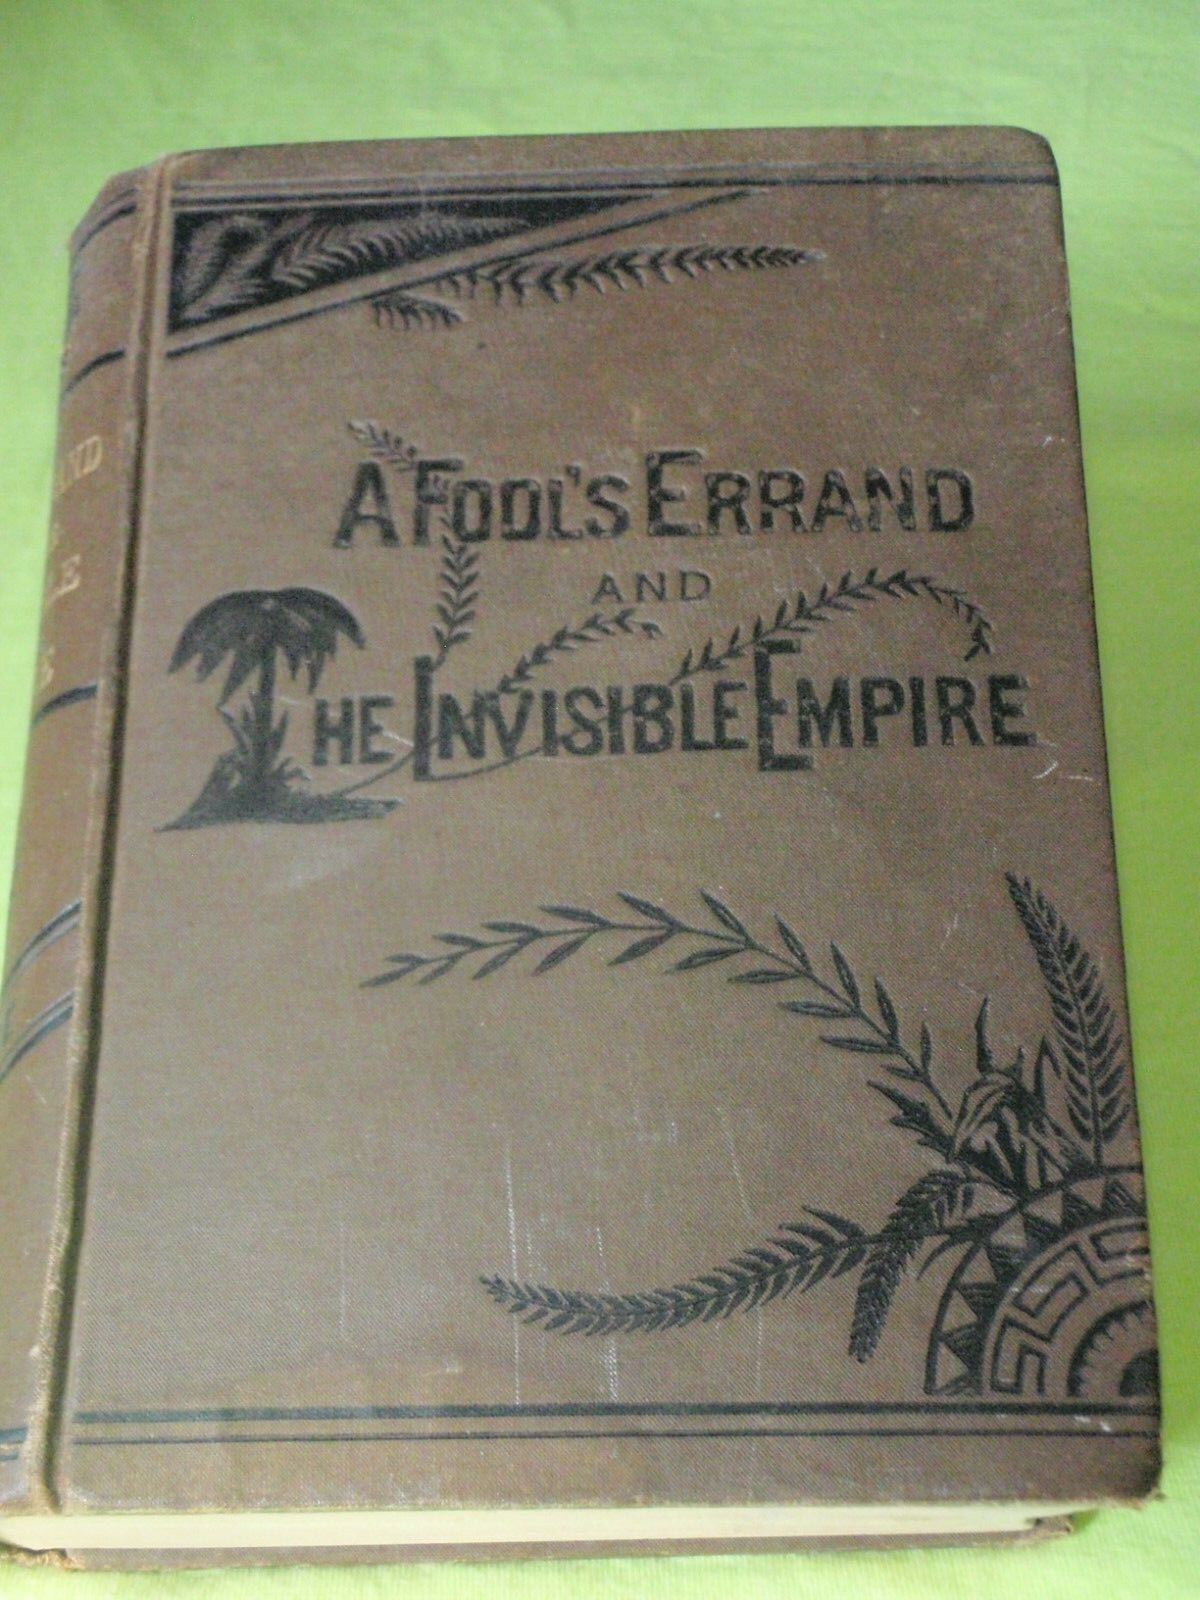 A FOOL'S ERRAND
AND
THE INVISIBLE EMPIRE